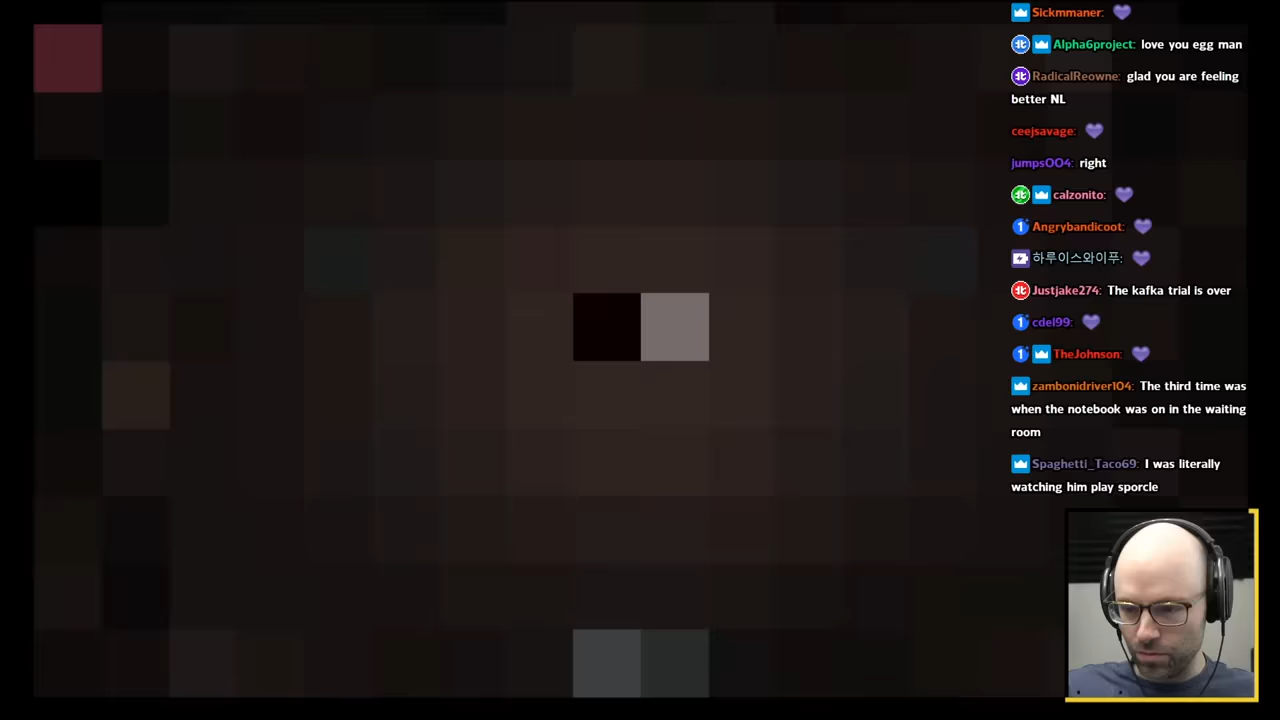 Sickmmaner:
Alpha6project: love you egg man
RadicalReowne: glad you are feeling
better NL
ceejsavage:
jumps004: right
calzonito:
Angrybandicoot:
하루이스와이푸:
Justjake274: The kafka trial is over
cdel99:
TheJohnson:
zambonidriver104: The third time was
when the notebook was on in the waiting
room
Spaghetti_Taco69: I was literally
watching him play sporcle